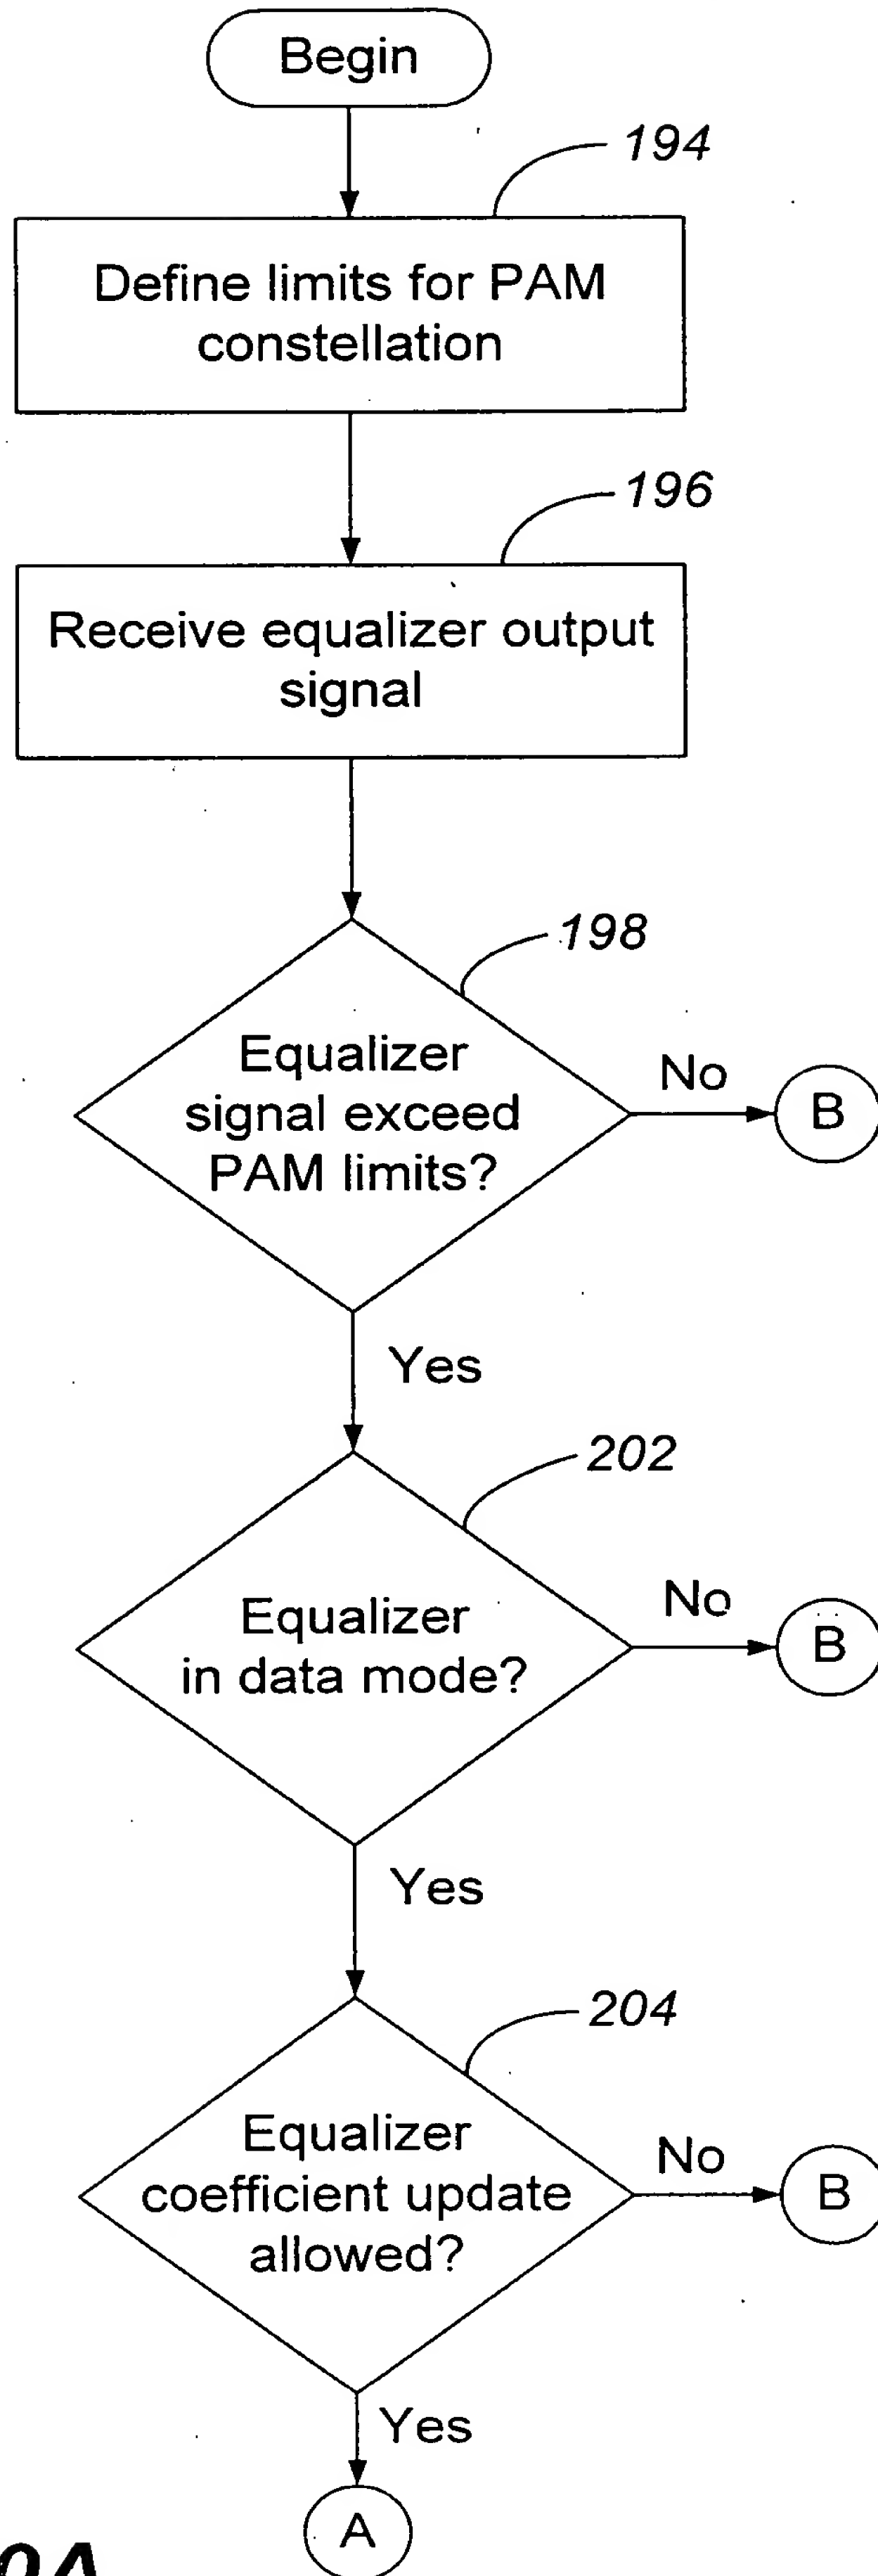 Begin
194
Define limits for PAM
constellation
196
Receive equalizer output
signal
198
Equalizer
signal exceed
PAM limits?
No
B
Yes
202
Equalizer
in data mode?
No
B
Yes
204
Equalizer
coefficient update
allowed?
No
B
Yes
A